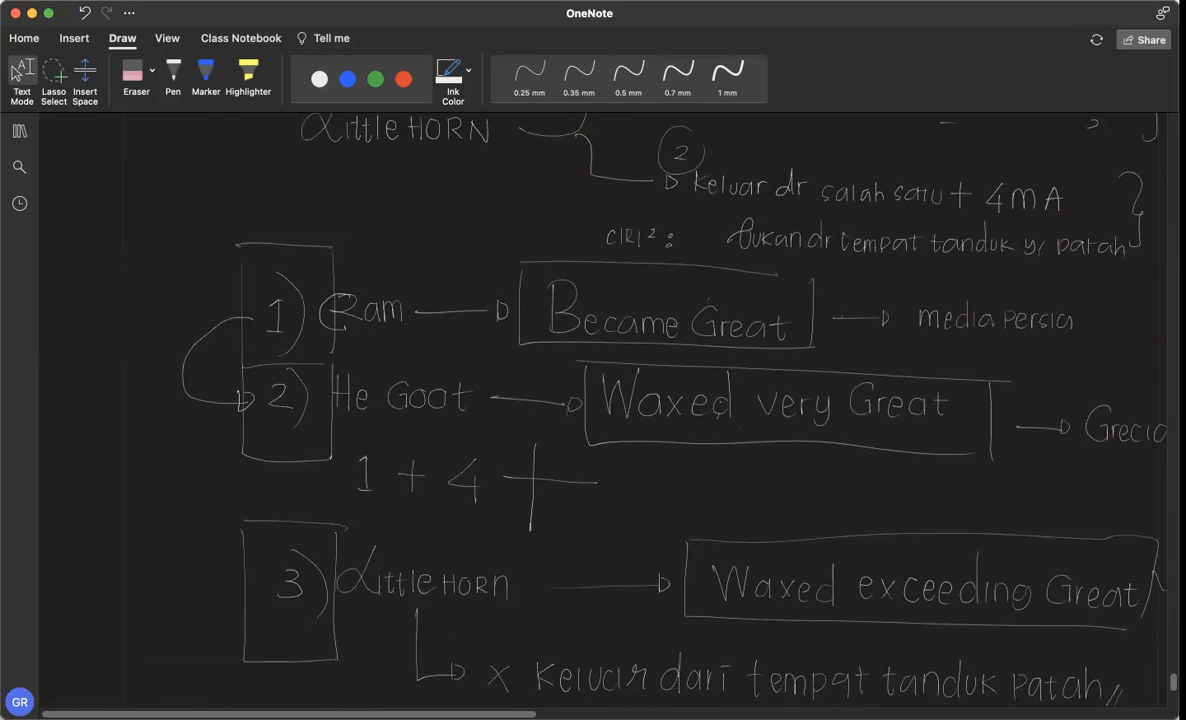 OneNote
Home Insert Draw View Class Notebook Tell me Share
Text Mode Lasso Select Insert Space Eraser Pen Marker Highlighter Ink Color 0.25 mm 0.35 mm 0.5 mm 0.7 mm 1 mm
Little HORN
2
Keluar dr salah satu + 4 m A
CIRI²: bukan dr tempat tanduk y, patah
1) Ram Became Great media persia
2) He Goat Waxed very Great Grecia
1 + 4 +
3) Little HORN Waxed exceeding Great
x Keluar dari tempat tanduk patah,,
GR